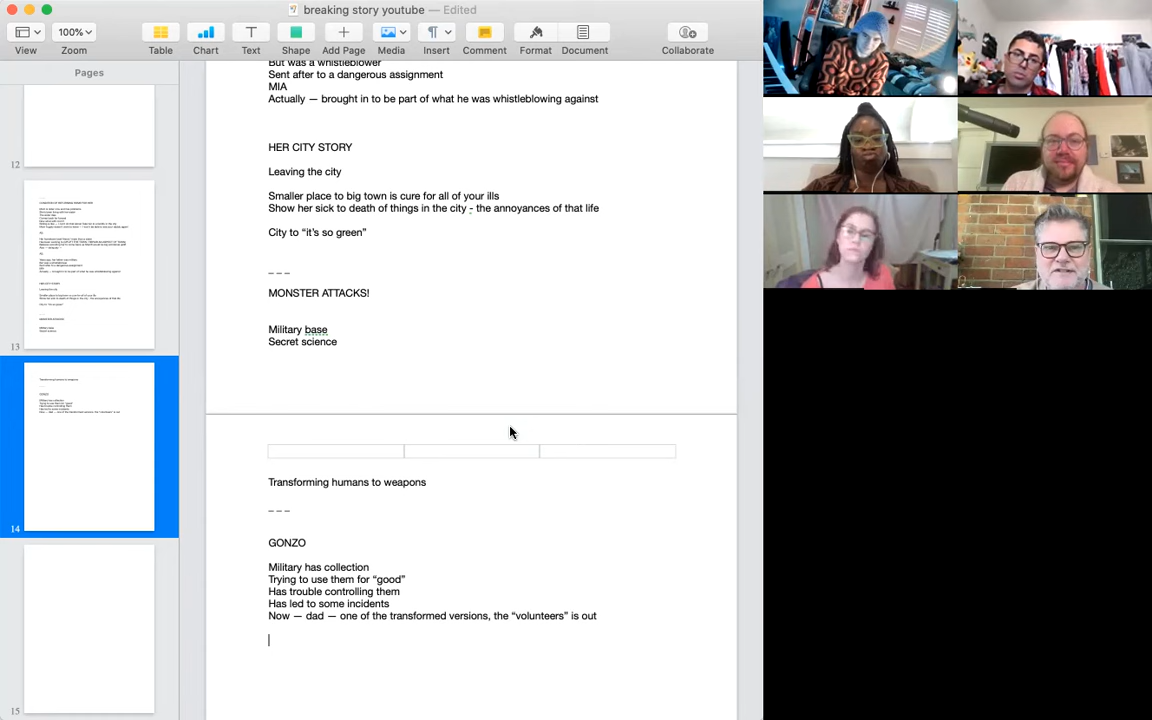 breaking story youtube — Edited
100%
View
Zoom
Table
Chart
Text
Shape
Add Page
Media
Insert
Comment
Format
Document
Collaborate
Pages
12
13
14
15
But was a whistleblower
Sent after to a dangerous assignment
MIA
Actually — brought in to be part of what he was whistleblowing against
HER CITY STORY
Leaving the city
Smaller place to big town is cure for all of your ills
Show her sick to death of things in the city - the annoyances of that life
City to “it’s so green”
– – –
MONSTER ATTACKS!
Military base
Secret science
Transforming humans to weapons
– – –
GONZO
Military has collection
Trying to use them for “good”
Has trouble controlling them
Has led to some incidents
Now — dad — one of the transformed versions, the “volunteers” is out